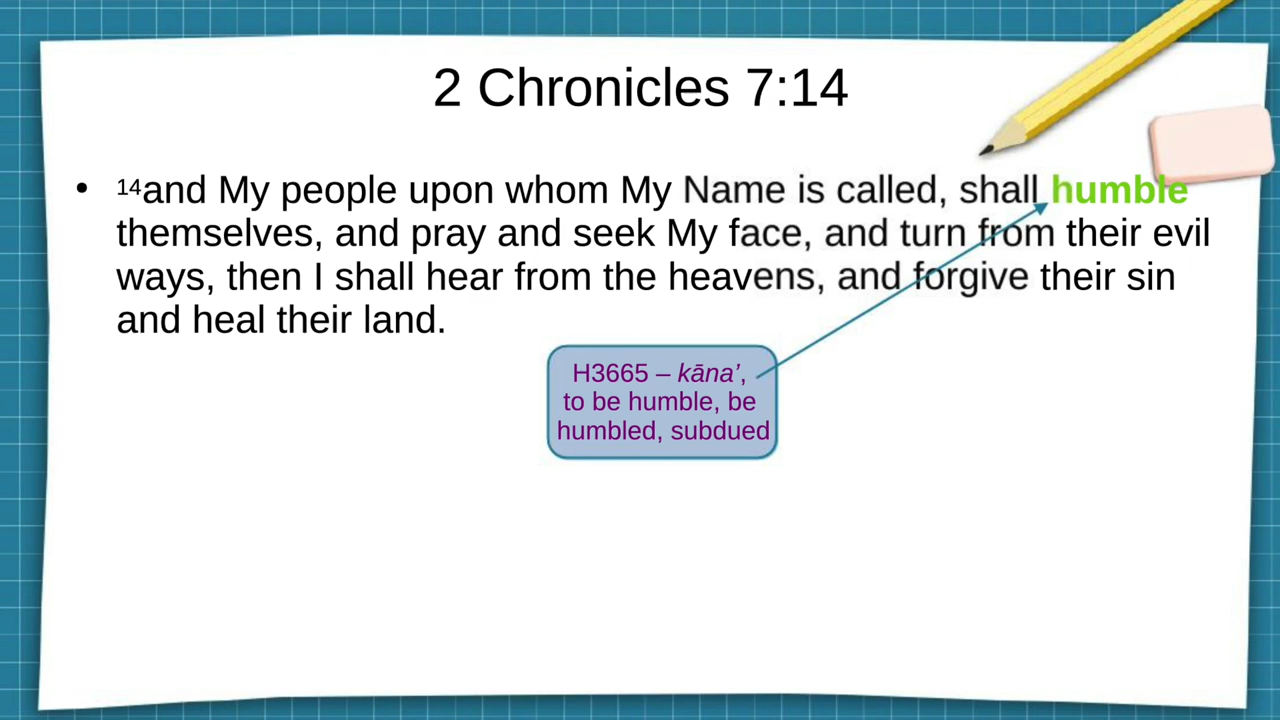 2 Chronicles 7:14
• 14and My people upon whom My Name is called, shall humble
themselves, and pray and seek My face, and turn from their evil
ways, then I shall hear from the heavens, and forgive their sin
and heal their land.
H3665 – kāna’,
to be humble, be
humbled, subdued